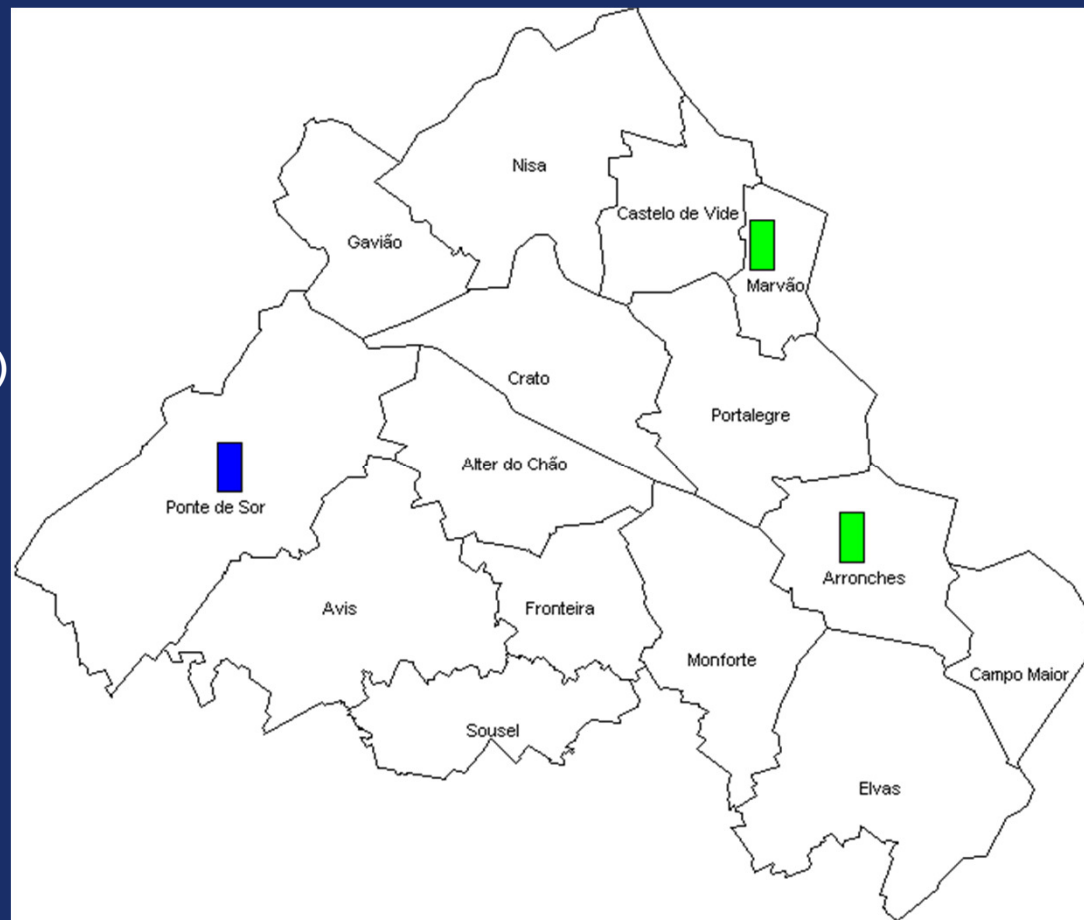 Nisa
Castelo de Vide
Gavião
Marvão
)
Crato
Portalegre
Alter do Chão
Ponte de Sor
Arronches
Avis
Fronteira
Monforte
Campo Maior
Sousel
Elvas